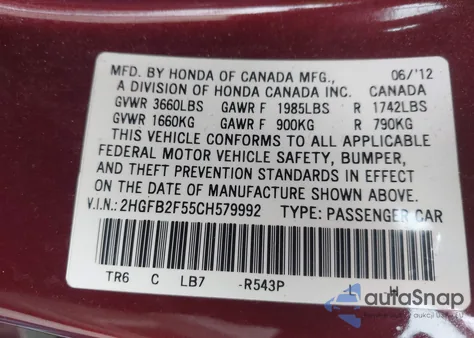 MFD. BY HONDA OF CANADA MFG., 06/'12
A DIVISION OF HONDA CANADA INC. CANADA
GVWR 3660LBS GAWR F 1985LBS R 1742LBS
GVWR 1660KG GAWR F 900KG R 790KG
THIS VEHICLE CONFORMS TO ALL APPLICABLE
FEDERAL MOTOR VEHICLE SAFETY, BUMPER,
AND THEFT PREVENTION STANDARDS IN EFFECT
ON THE DATE OF MANUFACTURE SHOWN ABOVE.
V.I.N.: 2HGFB2F55CH579992 TYPE: PASSENGER CAR
TR6 C LB7 -R543P L H
autoSnap